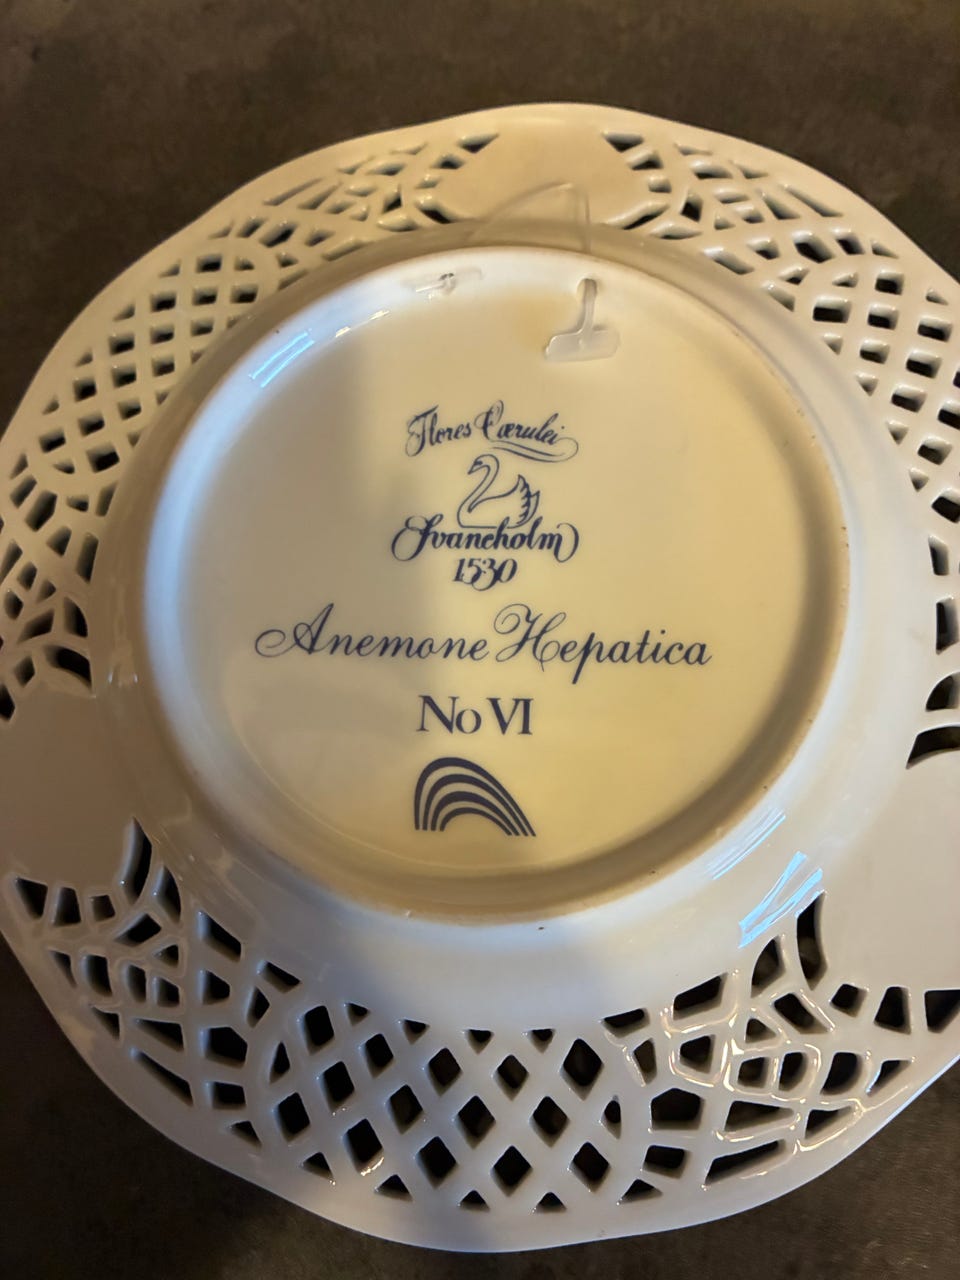 Flores Cærulei
Svaneholm
1530
Anemone Hepatica
No VI